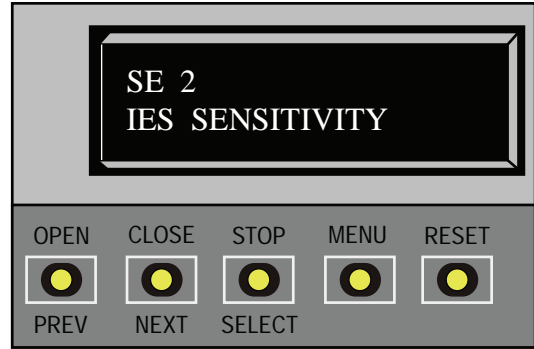 SE 2
IES SENSITIVITY
OPEN CLOSE STOP MENU RESET
PREV NEXT SELECT